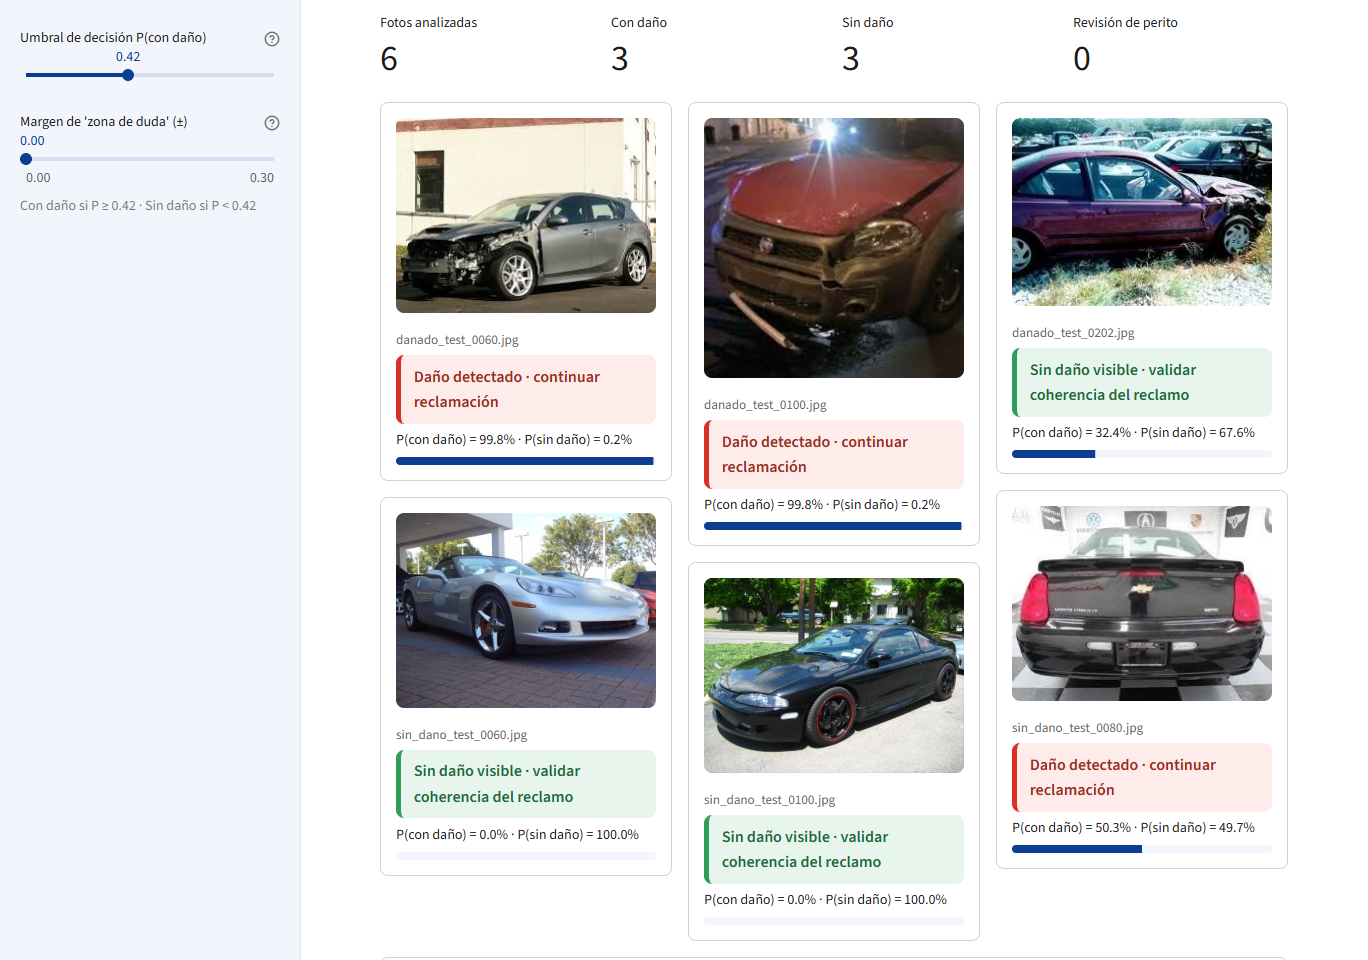 Umbral de decisión P(con daño)
0.42
Margen de 'zona de duda' (±)
0.00
0.00 0.30
Con daño si P ≥ 0.42 · Sin daño si P < 0.42
Fotos analizadas
6
Con daño
3
Sin daño
3
Revisión de perito
0
danado_test_0060.jpg
Daño detectado · continuar
reclamación
P(con daño) = 99.8% · P(sin daño) = 0.2%
danado_test_0100.jpg
Daño detectado · continuar
reclamación
P(con daño) = 99.8% · P(sin daño) = 0.2%
danado_test_0202.jpg
Sin daño visible · validar
coherencia del reclamo
P(con daño) = 32.4% · P(sin daño) = 67.6%
sin_dano_test_0060.jpg
Sin daño visible · validar
coherencia del reclamo
P(con daño) = 0.0% · P(sin daño) = 100.0%
sin_dano_test_0100.jpg
Sin daño visible · validar
coherencia del reclamo
P(con daño) = 0.0% · P(sin daño) = 100.0%
sin_dano_test_0080.jpg
Daño detectado · continuar
reclamación
P(con daño) = 50.3% · P(sin daño) = 49.7%